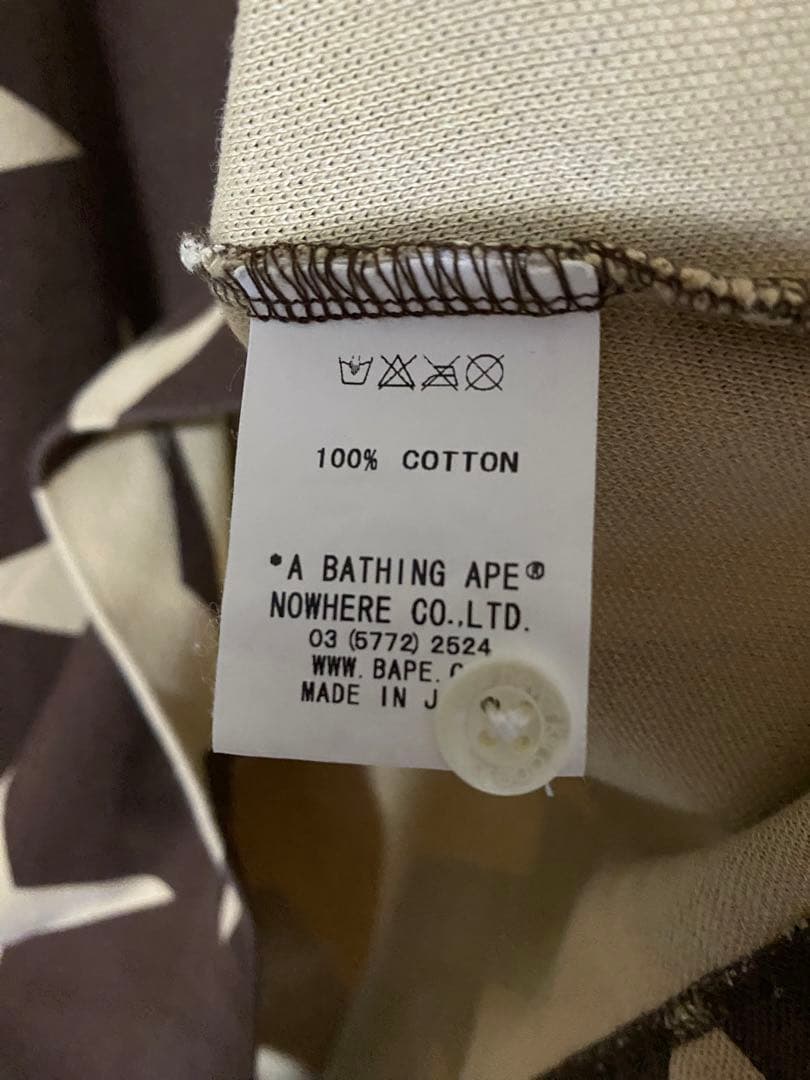 100% COTTON
*A BATHING APE®
NOWHERE CO.,LTD.
03 (5772) 2524
WWW. BAPE.
MADE IN J